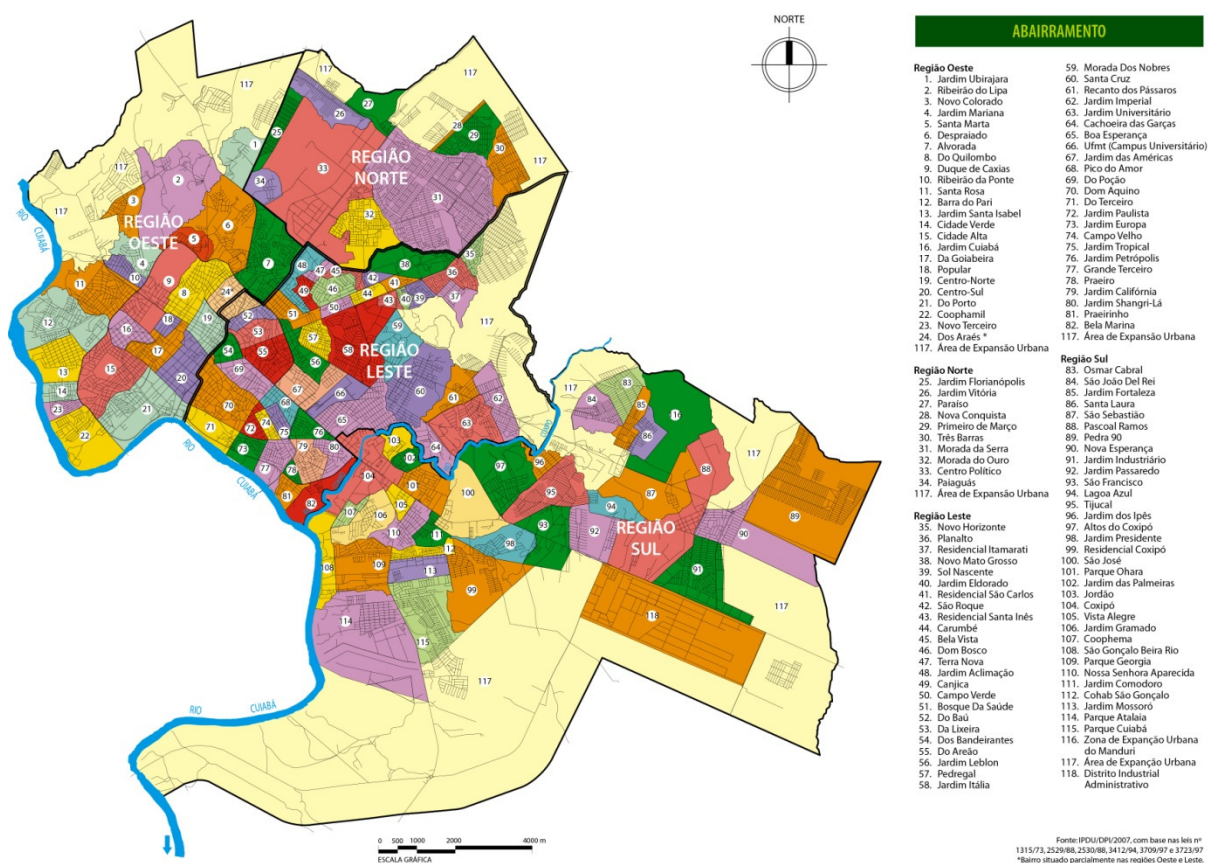 NORTE
ABAIRRAMENTO
Região Oeste
1. Jardim Ubirajara
2. Ribeirão do Lipa
3. Novo Colorado
4. Jardim Mariana
5. Santa Marta
6. Despraiado
7. Alvorada
8. Do Quilombo
9. Duque de Caxias
10. Ribeirão da Ponte
11. Santa Rosa
12. Barra do Pari
13. Jardim Santa Isabel
14. Cidade Verde
15. Cidade Alta
16. Jardim Cuiabá
17. Da Goiabeira
18. Popular
19. Centro-Norte
20. Centro-Sul
21. Do Porto
22. Coophamil
23. Novo Terceiro
24. Dos Araés *
117. Área de Expansão Urbana
Região Norte
25. Jardim Florianópolis
26. Jardim Vitória
27. Paraíso
28. Nova Conquista
29. Primeiro de Março
30. Três Barras
31. Morada da Serra
32. Morada do Ouro
33. Centro Político
34. Paiaguás
117. Área de Expansão Urbana
Região Leste
35. Novo Horizonte
36. Planalto
37. Residencial Itamarati
38. Novo Mato Grosso
39. Sol Nascente
40. Jardim Eldorado
41. Residencial São Carlos
42. São Roque
43. Residencial Santa Inês
44. Carumbé
45. Bela Vista
46. Dom Bosco
47. Terra Nova
48. Jardim Aclimação
49. Canjica
50. Campo Verde
51. Bosque Da Saúde
52. Do Baú
53. Da Lixeira
54. Dos Bandeirantes
55. Do Areão
56. Jardim Leblon
57. Pedregal
58. Jardim Itália
59. Morada Dos Nobres
60. Santa Cruz
61. Recanto dos Pássaros
62. Jardim Imperial
63. Jardim Universitário
64. Cachoeira das Garças
65. Boa Esperança
66. Ufmt (Campus Universitário)
67. Jardim das Américas
68. Pico do Amor
69. Do Poção
70. Dom Aquino
71. Do Terceiro
72. Jardim Paulista
73. Jardim Europa
74. Campo Velho
75. Jardim Tropical
76. Jardim Petrópolis
77. Grande Terceiro
78. Praeiro
79. Jardim Califórnia
80. Jardim Shangri-Lá
81. Praeirinho
82. Bela Marina
117. Área de Expansão Urbana
Região Sul
83. Osmar Cabral
84. São João Del Rei
85. Jardim Fortaleza
86. Santa Laura
87. São Sebastião
88. Pascoal Ramos
89. Pedra 90
90. Nova Esperança
91. Jardim Industriário
92. Jardim Passaredo
93. São Francisco
94. Lagoa Azul
95. Tijucal
96. Jardim dos Ipês
97. Altos do Coxipó
98. Jardim Presidente
99. Residencial Coxipó
100. São José
101. Parque Ohara
102. Jardim das Palmeiras
103. Jordão
104. Coxipó
105. Vista Alegre
106. Jardim Gramado
107. Coophema
108. São Gonçalo Beira Rio
109. Parque Georgia
110. Nossa Senhora Aparecida
111. Jardim Comodoro
112. Cohab São Gonçalo
113. Jardim Mossoró
114. Parque Atalaia
115. Parque Cuiabá
116. Zona de Expanção Urbana
do Manduri
117. Área de Expanção Urbana
118. Distrito Industrial
Administrativo
REGIÃO
NORTE
REGIÃO
OESTE
REGIÃO
LESTE
REGIÃO
SUL
RIO CUIABÁ
RIO CUIABÁ
RIO CUIABÁ
0 500 1000 2000 4000 m
ESCALA GRÁFICA
Fonte: IPDU/DPI/2007, com base nas leis nº
1315/73, 2529/88, 2530/88, 3412/94, 3709/97 e 3723/97
*Bairro situado parcialmente nas regiões Oeste e Leste.